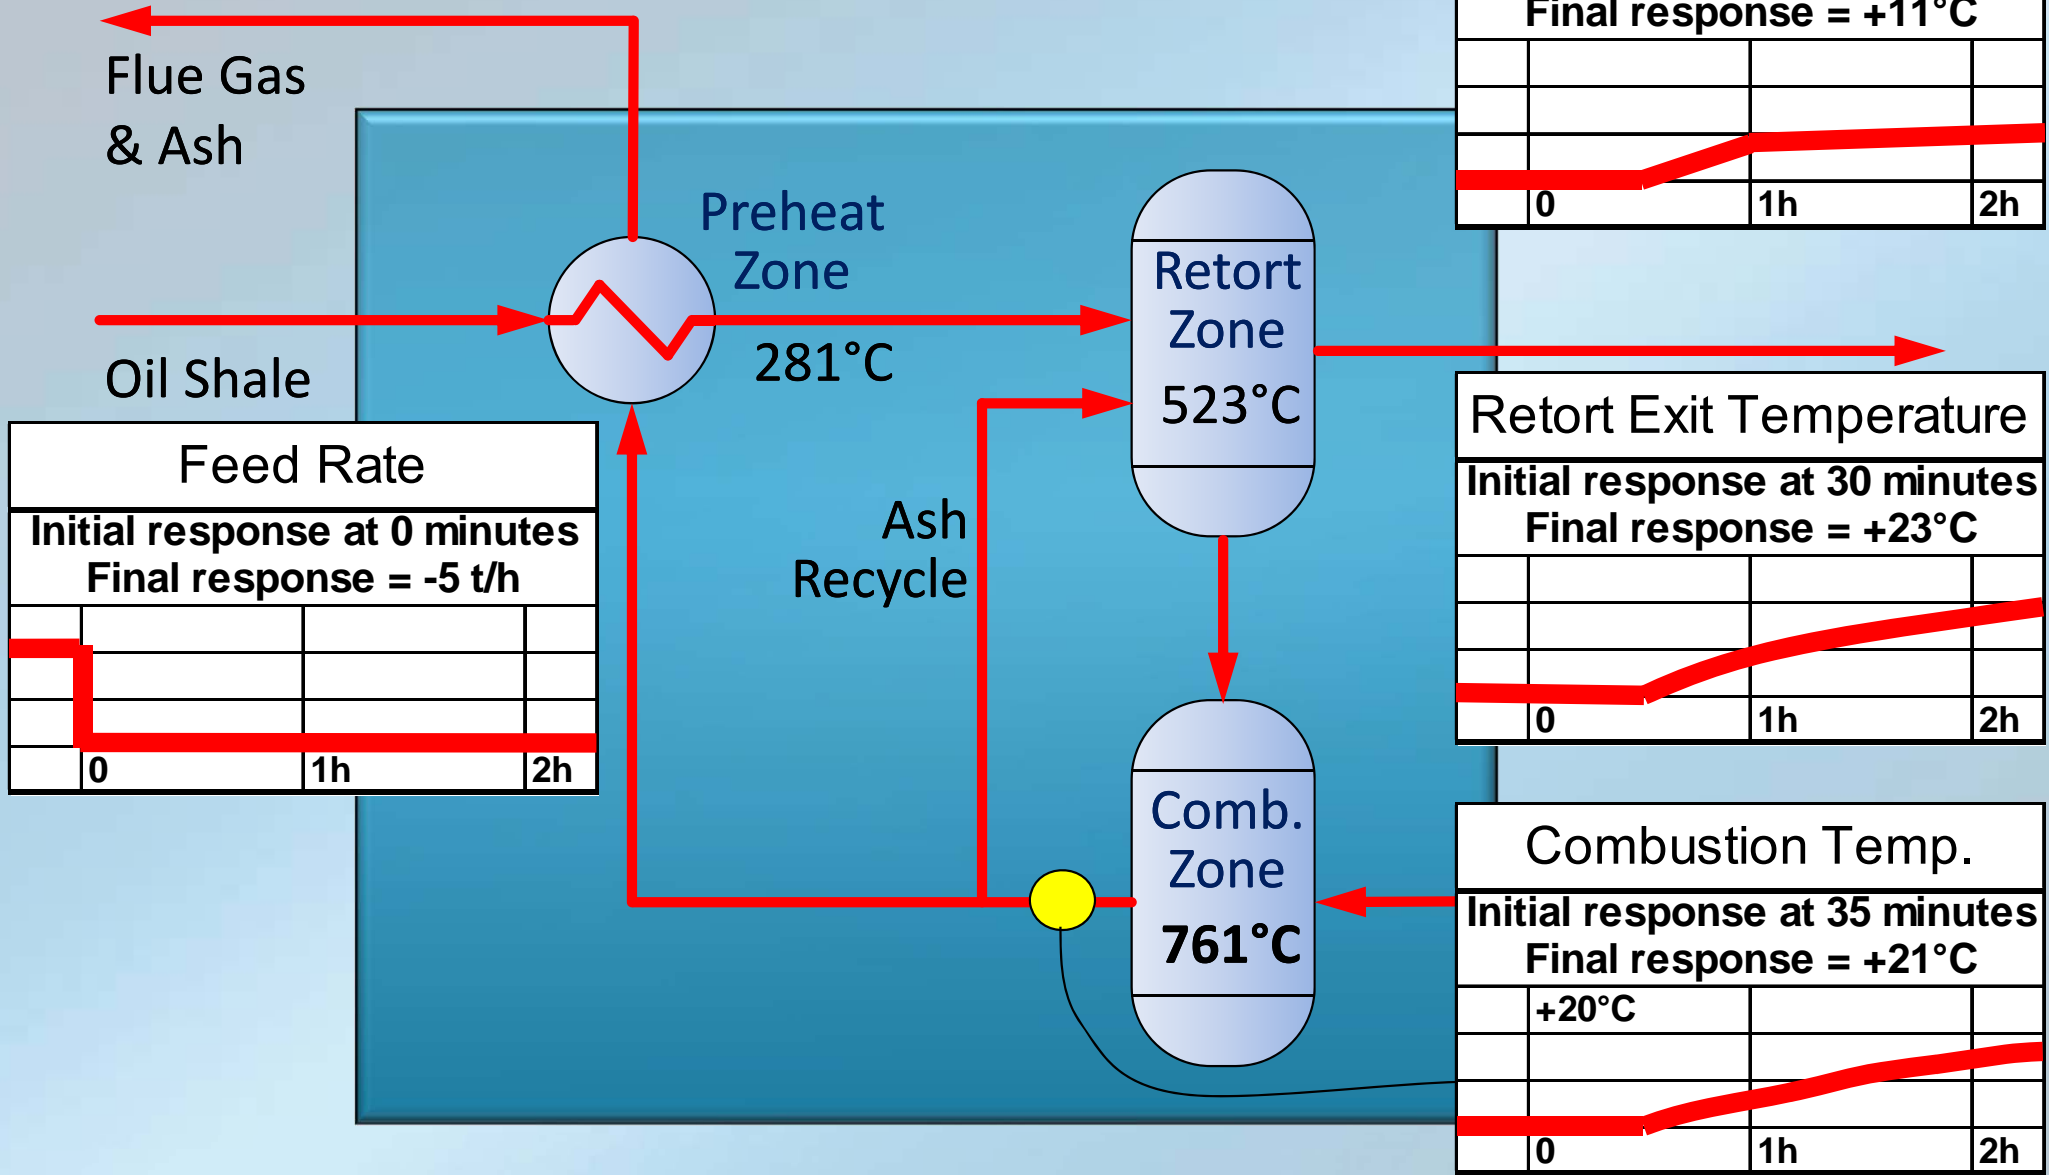 Final response = +11°C
0
1h
2h
Flue Gas
& Ash
Preheat
Zone
281°C
Oil Shale
Retort
Zone
523°C
Feed Rate
Initial response at 0 minutes
Final response = -5 t/h
0
1h
2h
Ash
Recycle
Retort Exit Temperature
Initial response at 30 minutes
Final response = +23°C
0
1h
2h
Comb.
Zone
761°C
Combustion Temp.
Initial response at 35 minutes
Final response = +21°C
+20°C
0
1h
2h